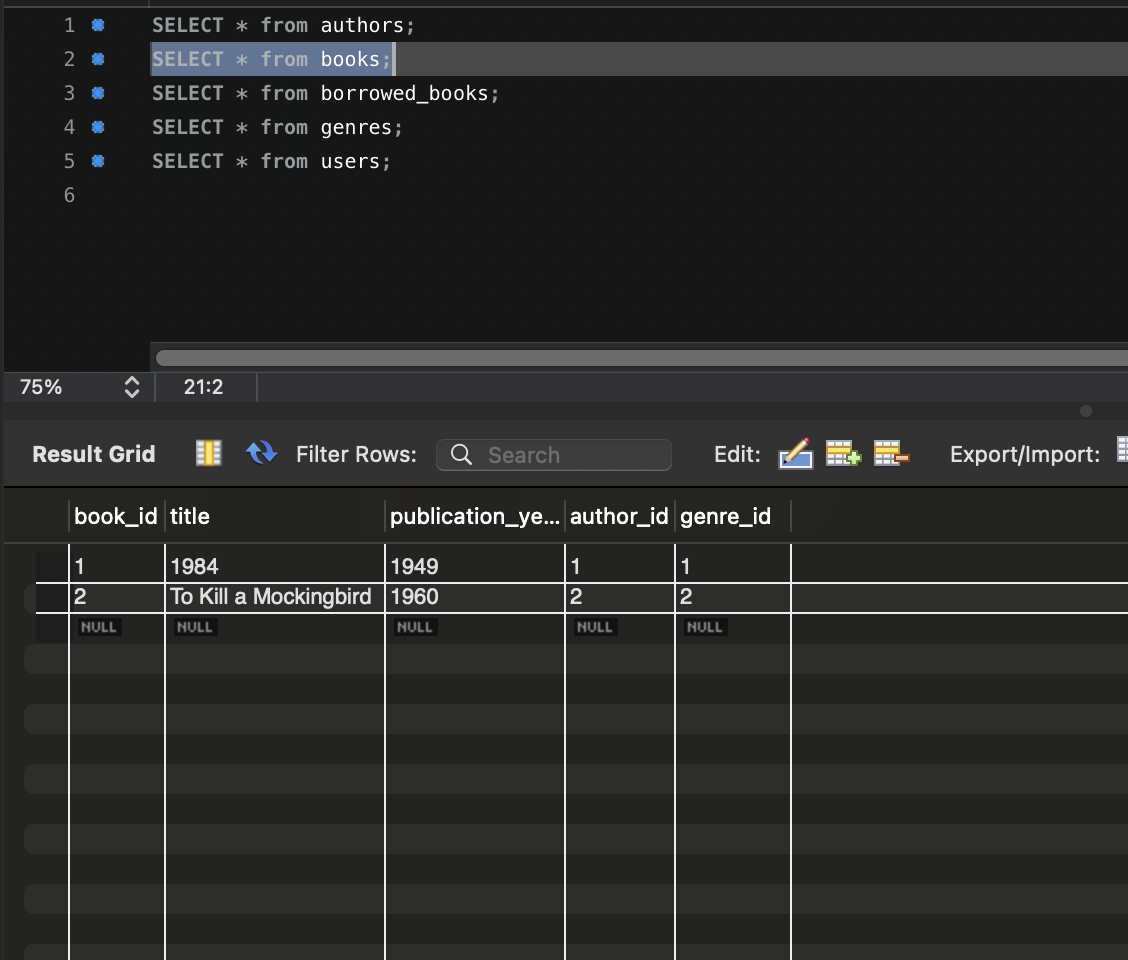 1 SELECT * from authors;
2 SELECT * from books;
3 SELECT * from borrowed_books;
4 SELECT * from genres;
5 SELECT * from users;
6
75% 21:2
Result Grid Filter Rows: Search Edit: Export/Import:
book_id title publication_ye... author_id genre_id
1 1984 1949 1 1
2 To Kill a Mockingbird 1960 2 2
NULL NULL NULL NULL NULL